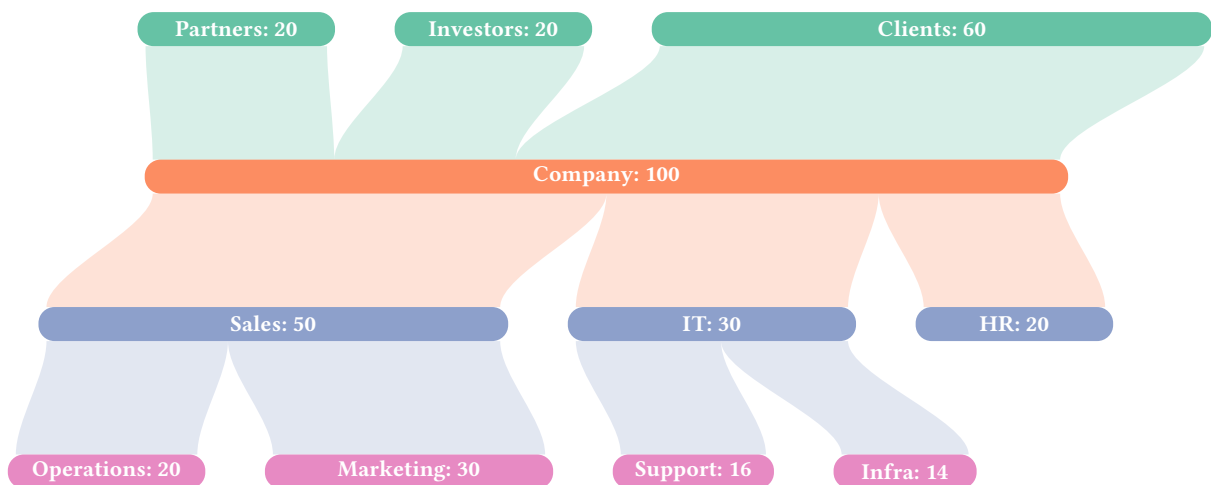 Partners: 20
Investors: 20
Clients: 60
Company: 100
Sales: 50
IT: 30
HR: 20
Operations: 20
Marketing: 30
Support: 16
Infra: 14